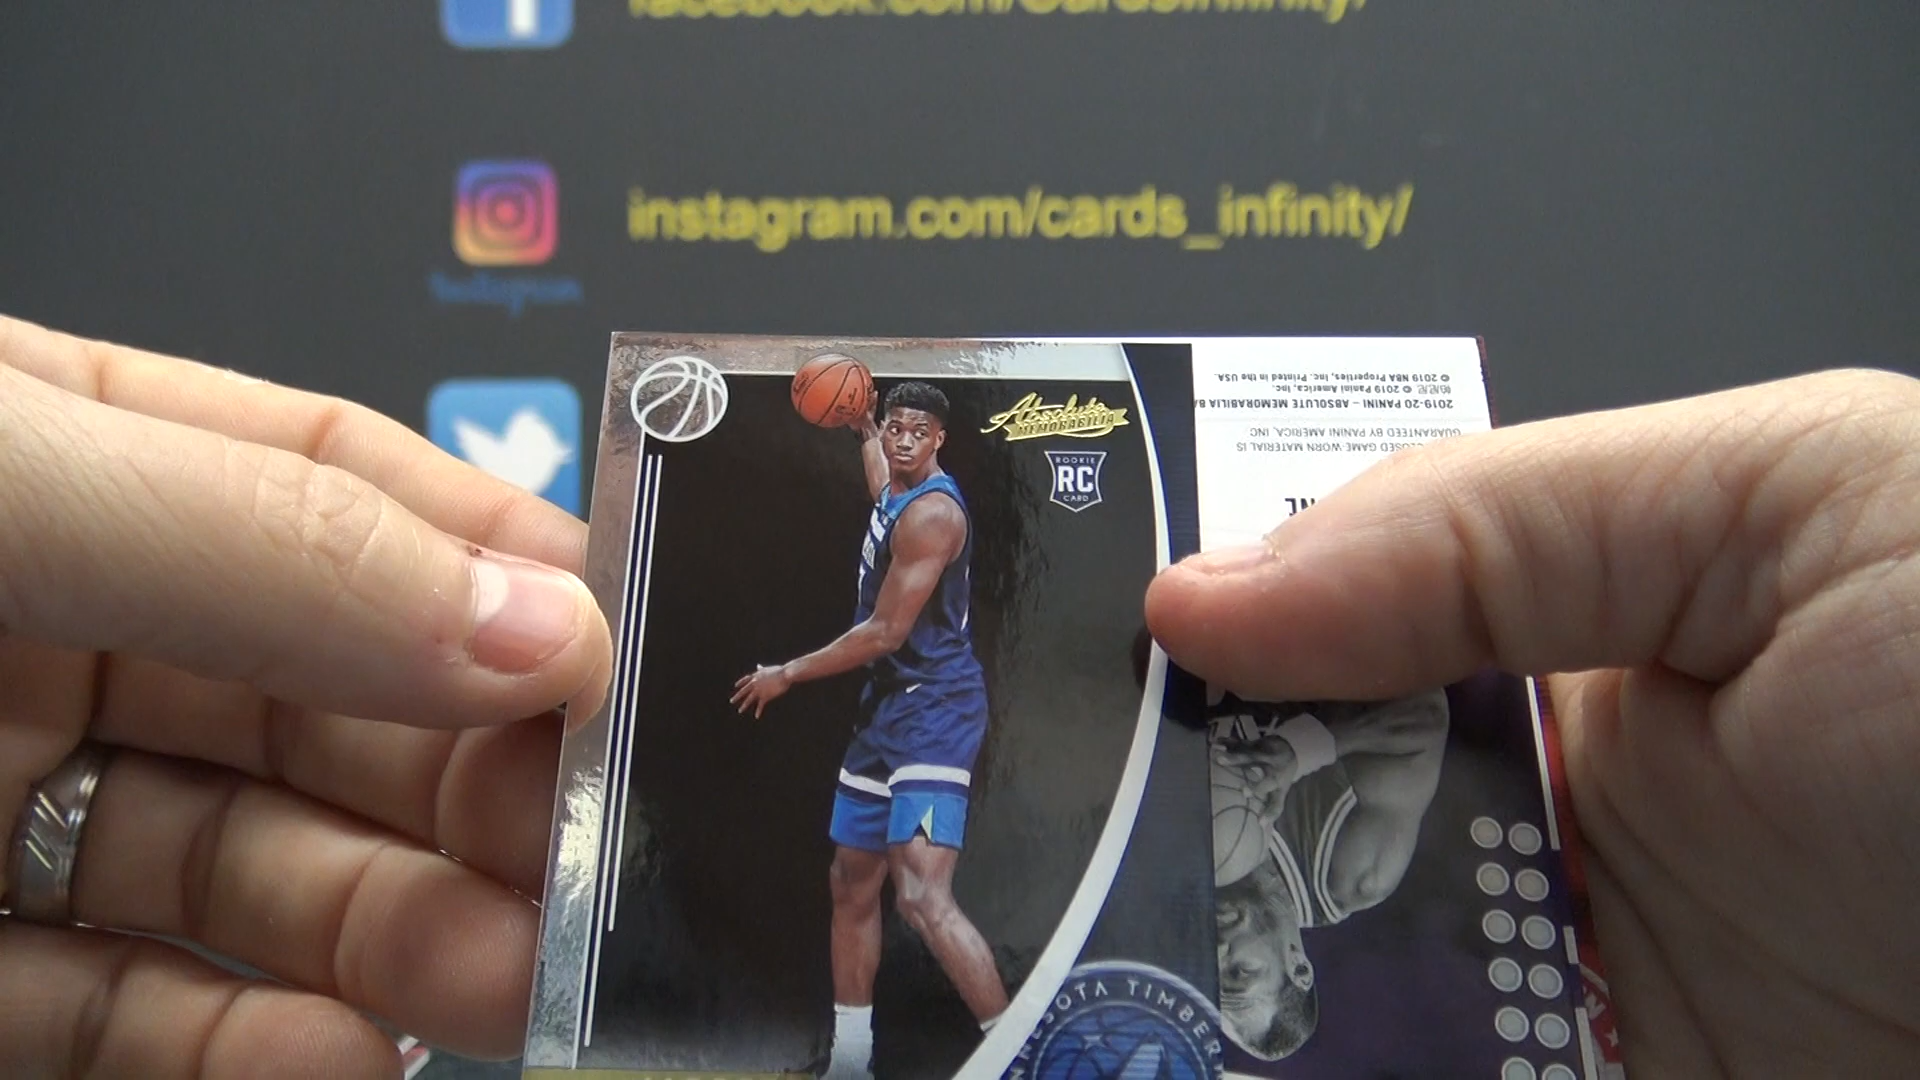 facebook.com/Cardsinfinity/
instagram.com/cards_infinity/
Instagram
Absolute
MEMORABILIA
ROOKIE
RC
CARD
© 2019 NBA Properties, Inc. Printed in the USA.
© 2019 Panini America, Inc.
2019-20 PANINI – ABSOLUTE MEMORABILIA
GUARANTEED BY PANINI AMERICA, INC
GAME-WORN MATERIAL IS
NE
MINNESOTA TIMBER